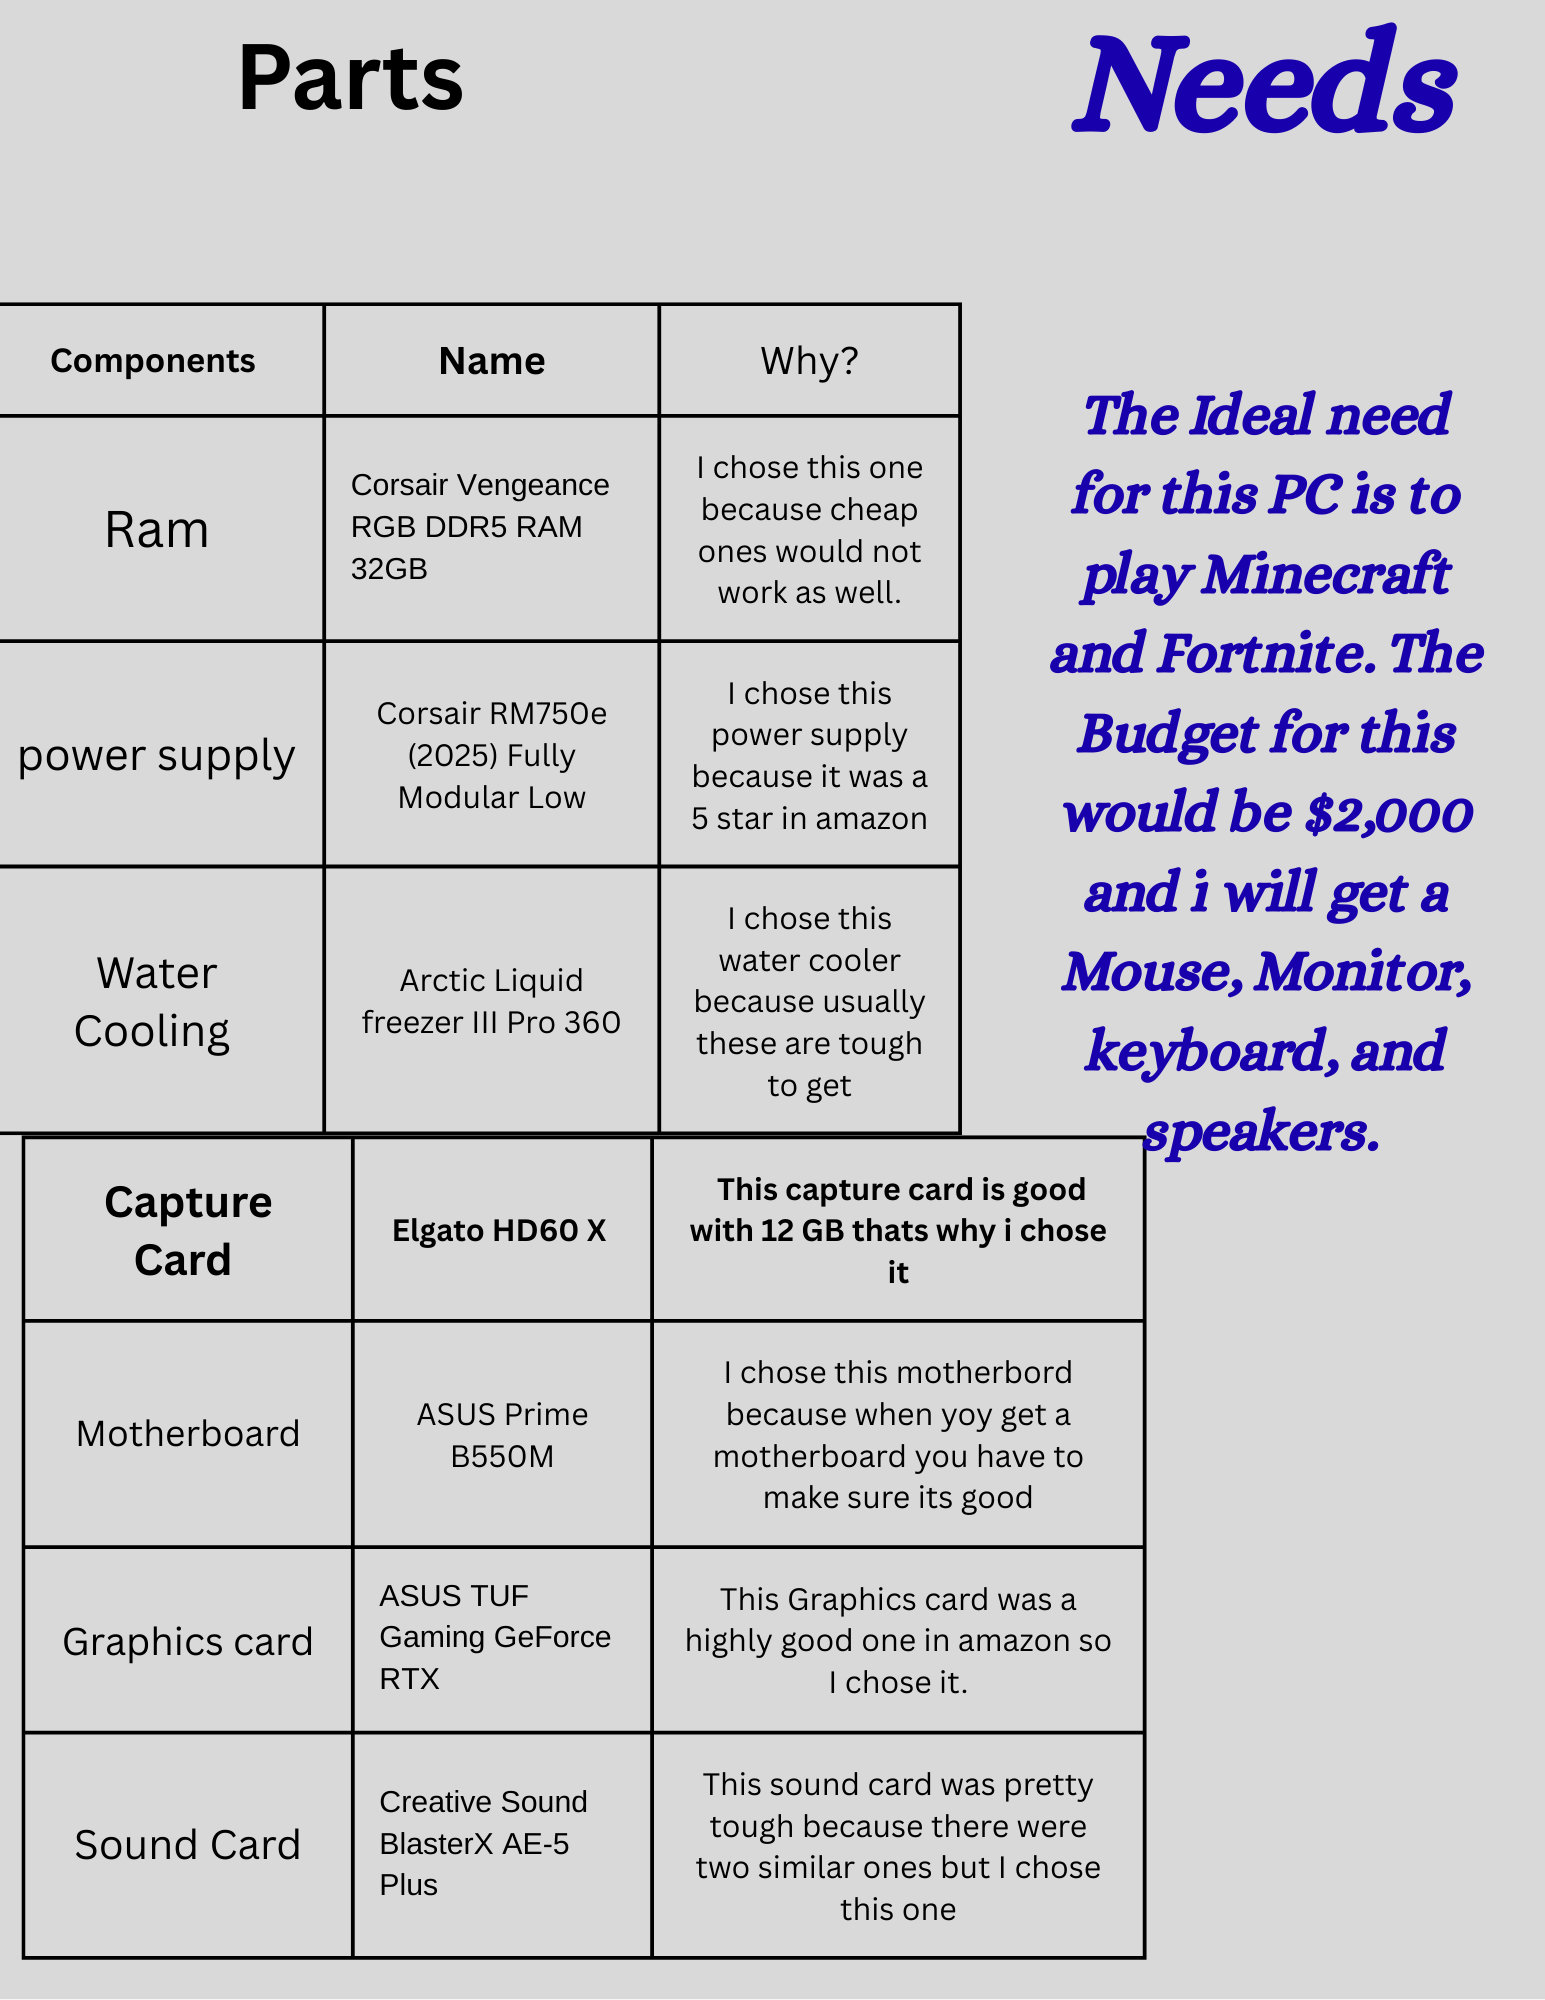 Parts
Needs
Components
Name
Why?
Ram
Corsair Vengeance
RGB DDR5 RAM
32GB
I chose this one
because cheap
ones would not
work as well.
power supply
Corsair RM750e
(2025) Fully
Modular Low
I chose this
power supply
because it was a
5 star in amazon
Water
Cooling
Arctic Liquid
freezer III Pro 360
I chose this
water cooler
because usually
these are tough
to get
The Ideal need
for this PC is to
play Minecraft
and Fortnite. The
Budget for this
would be $2,000
and i will get a
Mouse, Monitor,
keyboard, and
speakers.
Capture
Card
Elgato HD60 X
This capture card is good
with 12 GB thats why i chose
it
Motherboard
ASUS Prime
B550M
I chose this motherbord
because when yoy get a
motherboard you have to
make sure its good
Graphics card
ASUS TUF
Gaming GeForce
RTX
This Graphics card was a
highly good one in amazon so
I chose it.
Sound Card
Creative Sound
BlasterX AE-5
Plus
This sound card was pretty
tough because there were
two similar ones but I chose
this one